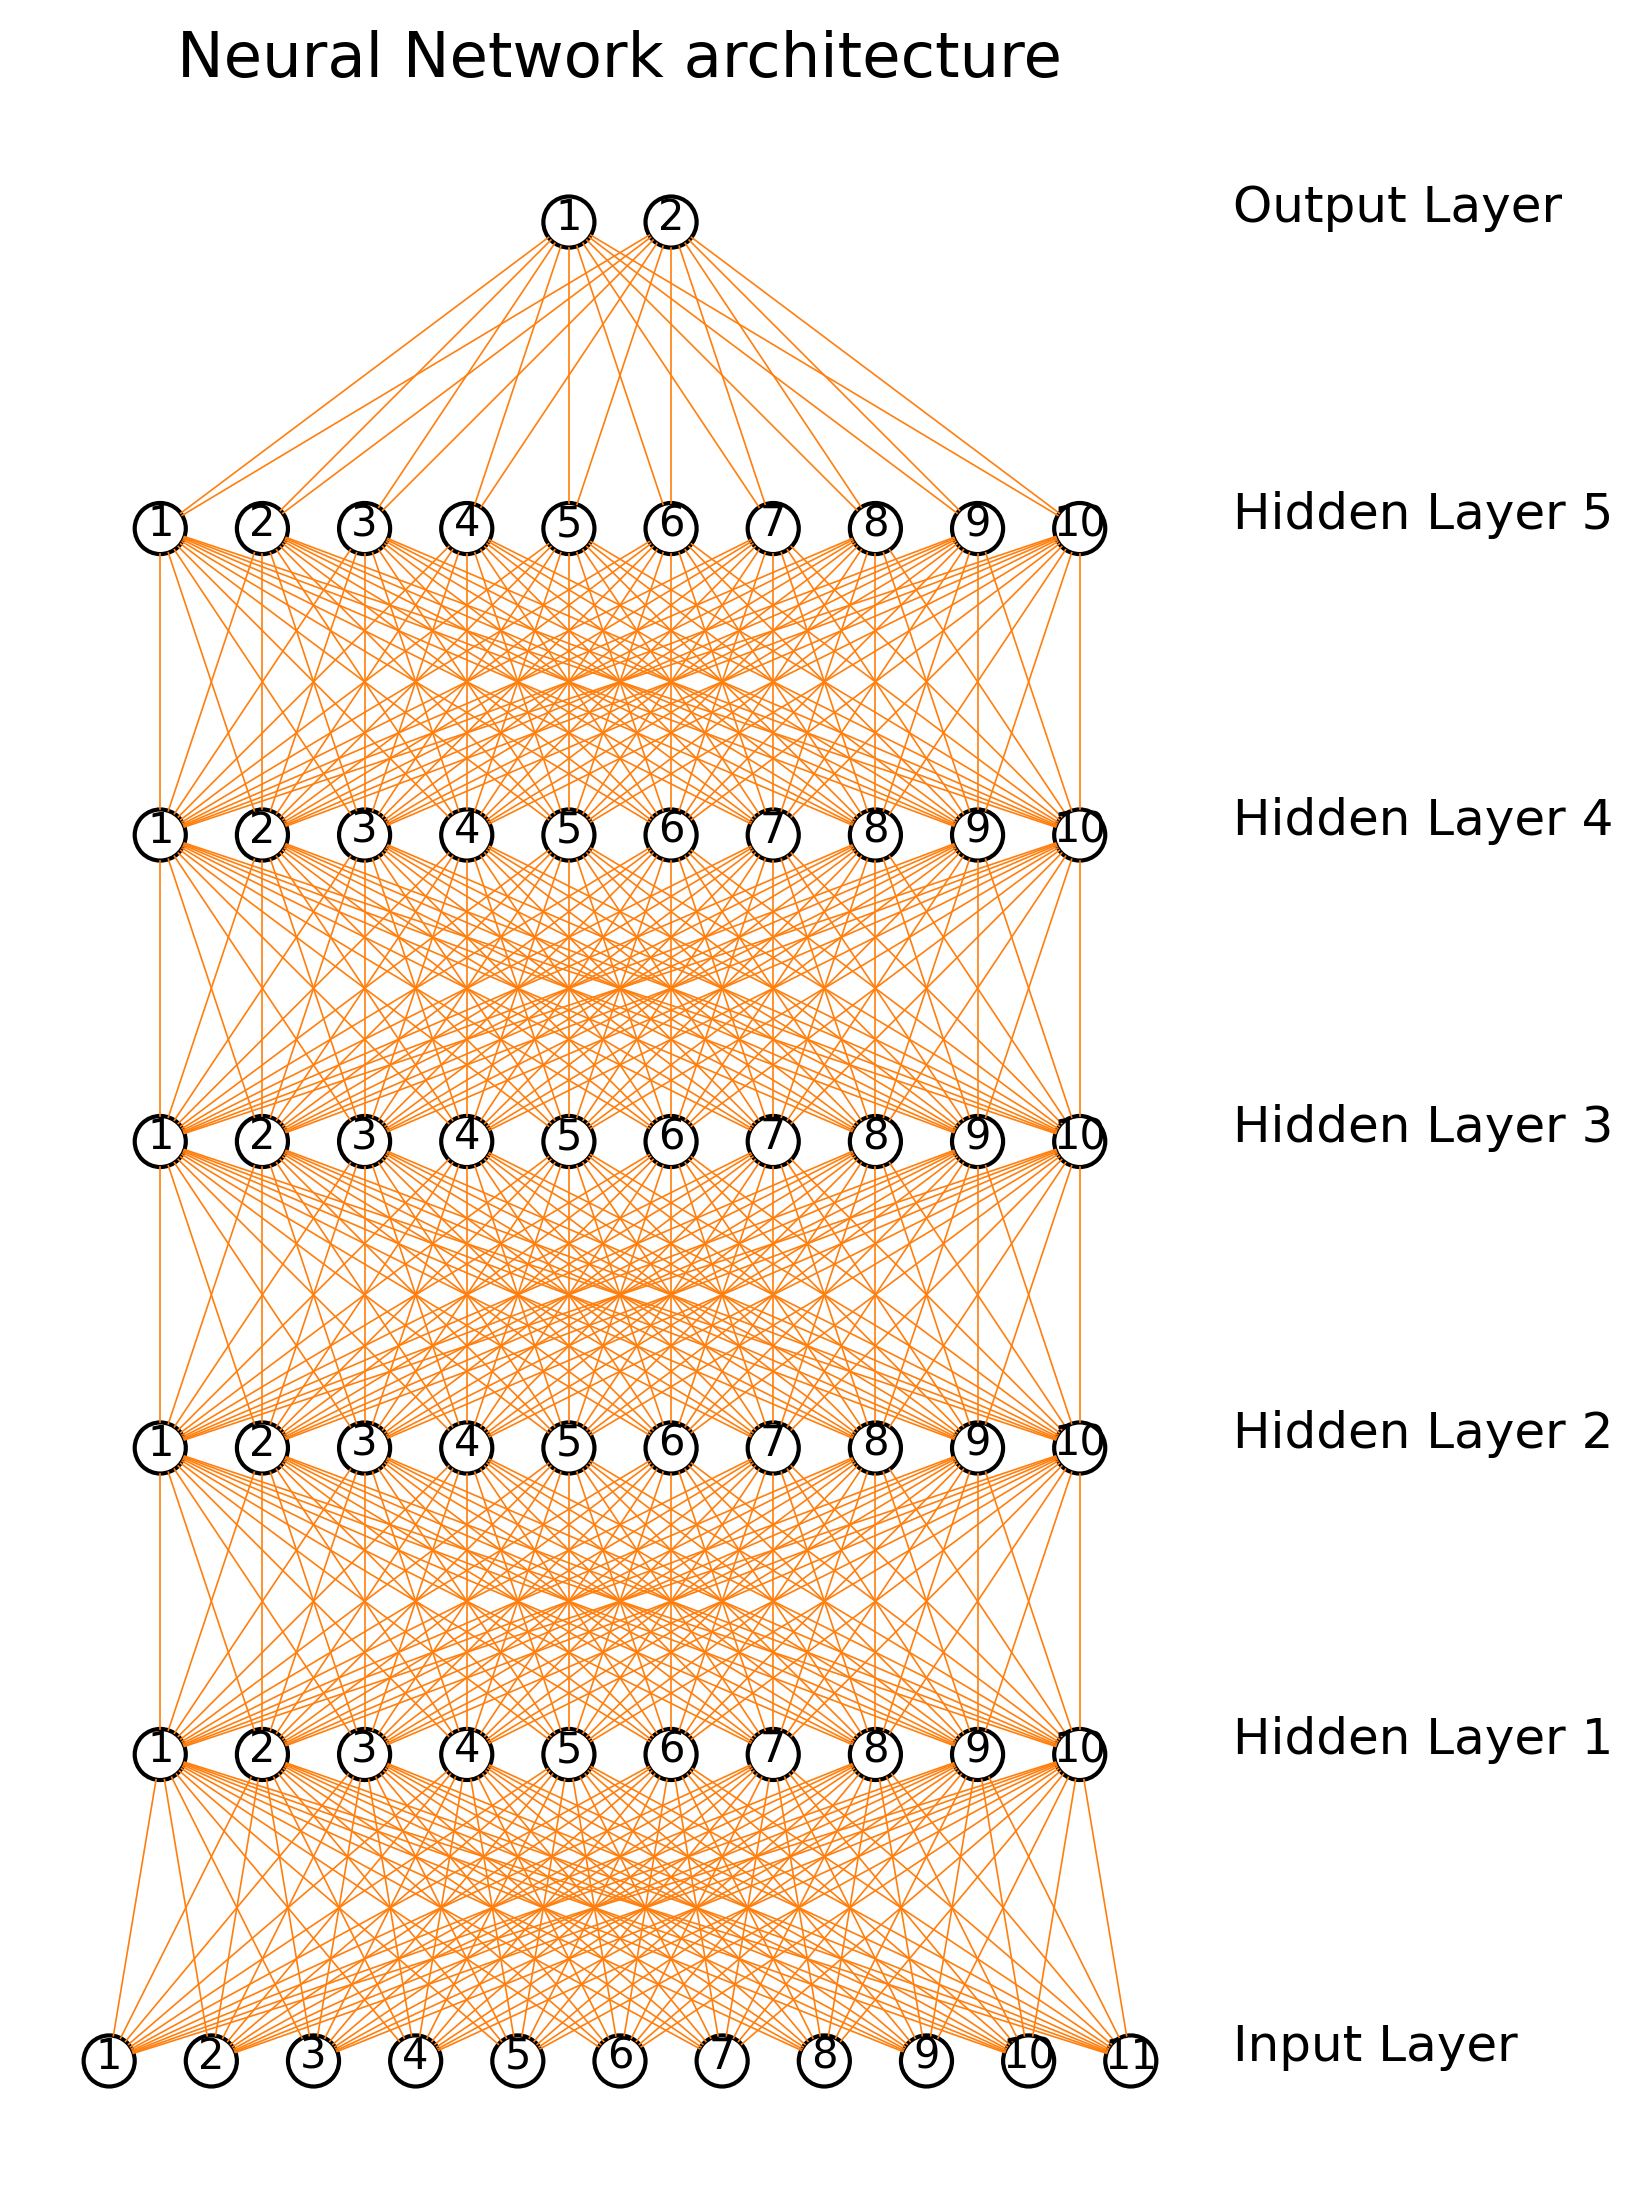 Neural Network architecture
1 2 Output Layer
1 2 3 4 5 6 7 8 9 10 Hidden Layer 5
1 2 3 4 5 6 7 8 9 10 Hidden Layer 4
1 2 3 4 5 6 7 8 9 10 Hidden Layer 3
1 2 3 4 5 6 7 8 9 10 Hidden Layer 2
1 2 3 4 5 6 7 8 9 10 Hidden Layer 1
1 2 3 4 5 6 7 8 9 10 11 Input Layer